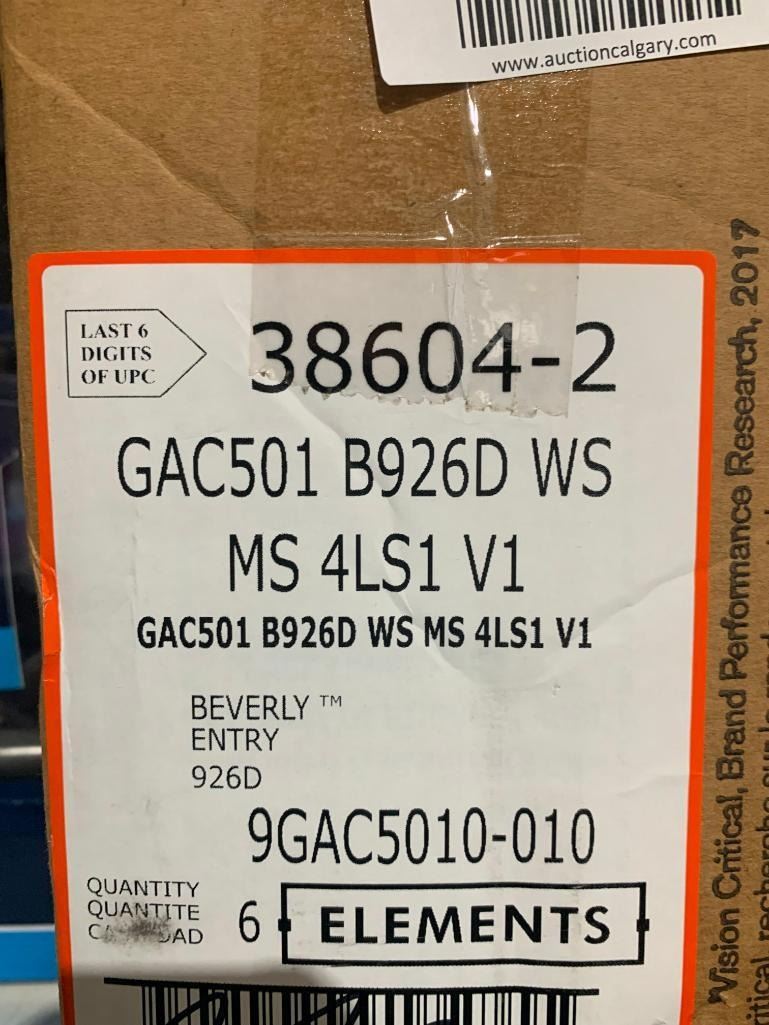 www.auctioncalgary.com
LAST 6
DIGITS
OF UPC
38604-2
GAC501 B926D WS
MS 4LS1 V1
GAC501 B926D WS MS 4LS1 V1
BEVERLY ™
ENTRY
926D
9GAC5010-010
QUANTITY
QUANTITE
6
ELEMENTS
*Vision Critical, Brand Performance Research, 2017